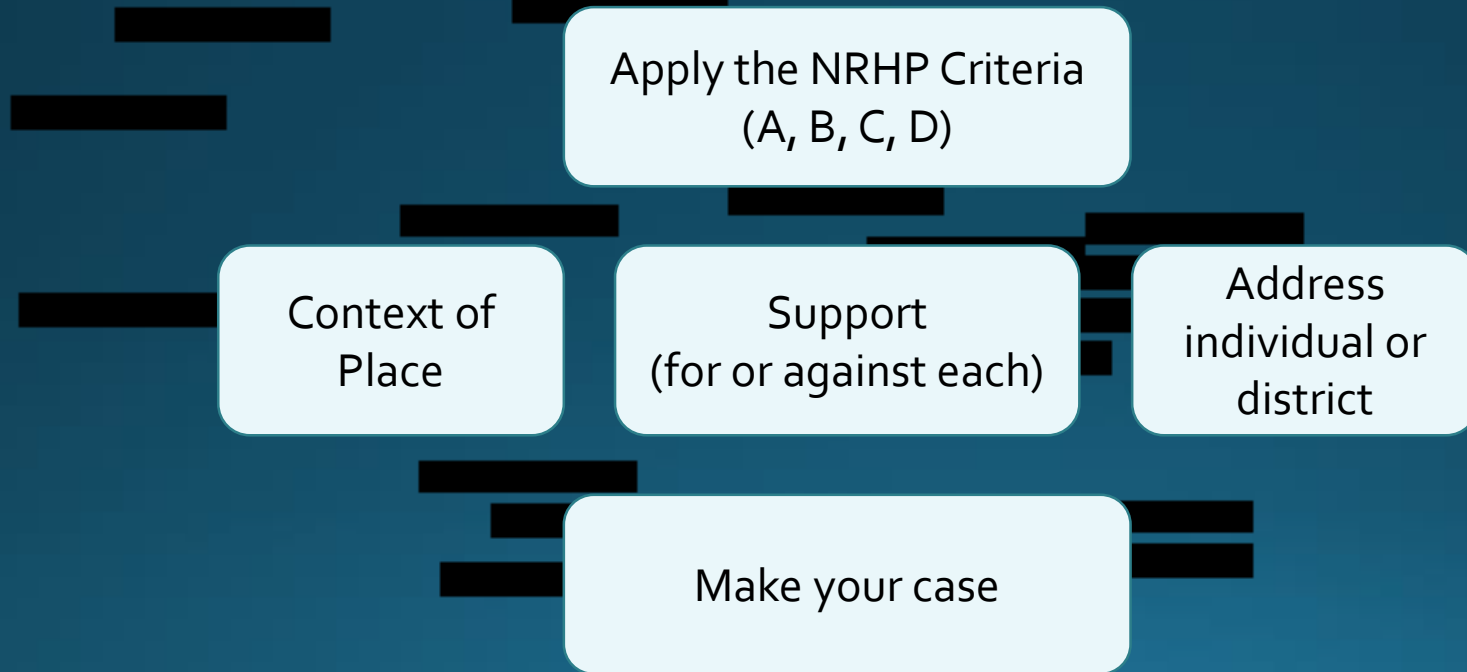 Apply the NRHP Criteria
(A, B, C, D)
Context of
Place
Support
(for or against each)
Address
individual or
district
Make your case